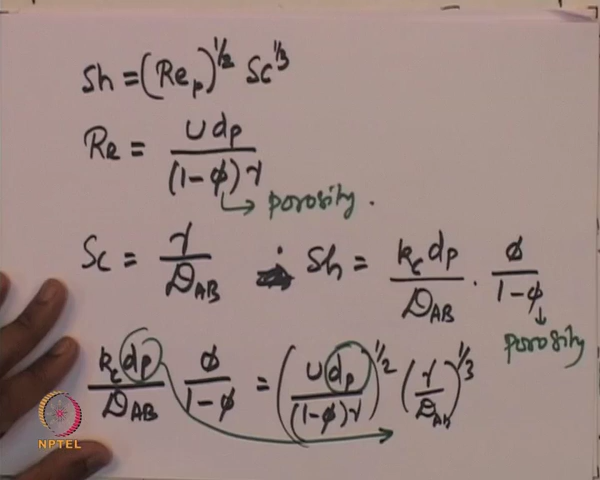 Sh = (Re_p)^{1/2} Sc^{1/3}
Re = U dp / (1-ϕ) γ
↳ porosity.
Sc = γ / D_AB ; Sh = k_c dp / D_AB · ϕ / 1-ϕ
↓ porosity
k_c dp / D_AB ϕ / 1-ϕ = (U dp / (1-ϕ) γ)^{1/2} (γ / D_AB)^{1/3}
NPTEL